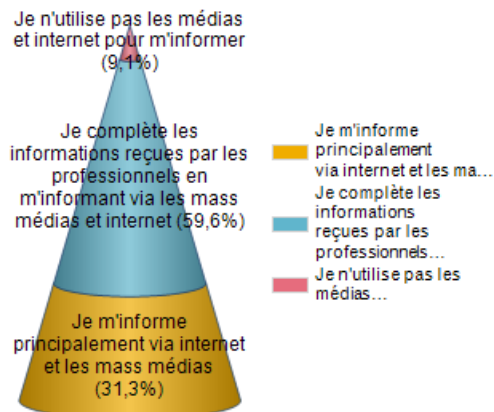 Je n'utilise pas les médias
et internet pour m'informer
(9,1%)
Je complète les
informations reçues par les
professionnels en
m'informant via les mass
médias et internet (59,6%)
Je m'informe
principalement via internet
et les mass médias
(31,3%)
Je m'informe
principalement
via internet et les ma...
Je complète les
informations
reçues par les
professionnels...
Je n'utilise pas les
médias...